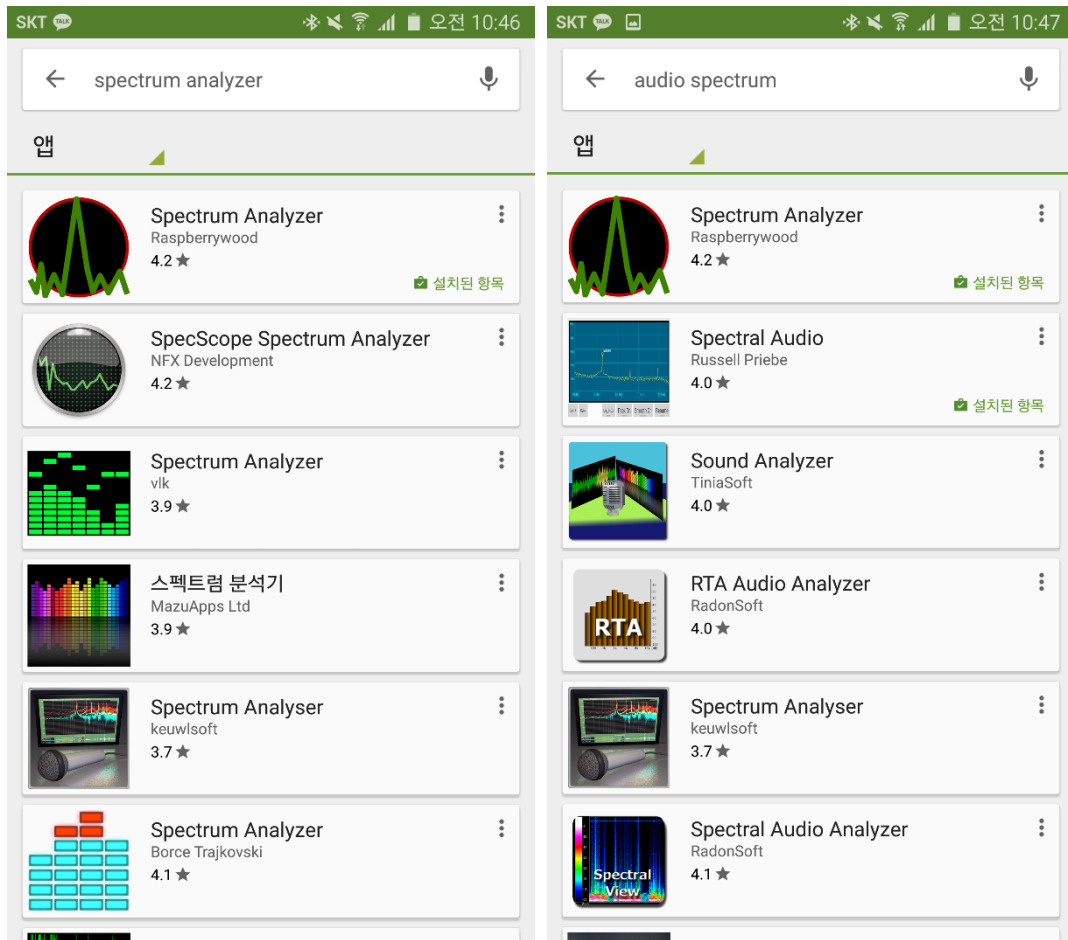 SKT TALK 오전 10:46
spectrum analyzer
앱
Spectrum Analyzer
Raspberrywood
4.2
설치된 항목
SpecScope Spectrum Analyzer
NFX Development
4.2
Spectrum Analyzer
vlk
3.9
스펙트럼 분석기
MazuApps Ltd
3.9
Spectrum Analyser
keuwlsoft
3.7
Spectrum Analyzer
Borce Trajkovski
4.1
SKT TALK 오전 10:47
audio spectrum
앱
Spectrum Analyzer
Raspberrywood
4.2
설치된 항목
Spectral Audio
Russell Priebe
4.0
설치된 항목
Sound Analyzer
TiniaSoft
4.0
RTA
RTA Audio Analyzer
RadonSoft
4.0
Spectrum Analyser
keuwlsoft
3.7
Spectral
View
Spectral Audio Analyzer
RadonSoft
4.1